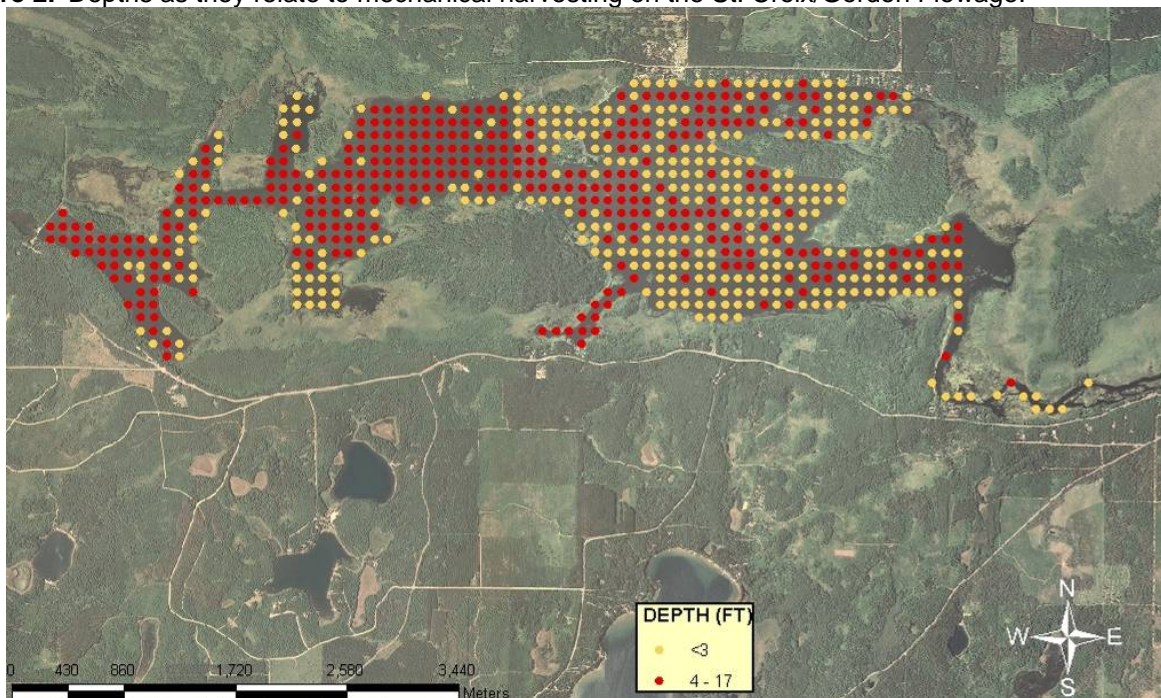 re 2. Depths as they relate to mechanical harvesting on the St. Croix/Gordon Flowage.
DEPTH (FT)
<3
4 - 17
N
W E
S
0 430 860 1,720 2,580 3,440
Meters